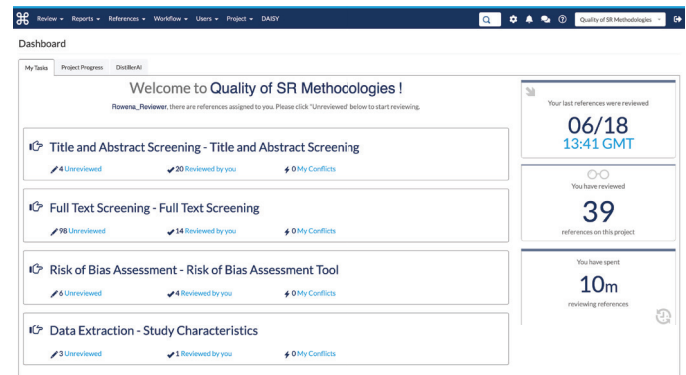 Review Reports References Workflow Users Project DAISY Quality of SR Methodologies
Dashboard
My Tasks Project Progress DistillerAI
Welcome to Quality of SR Methocologies !
Rowena_Reviewer, there are references assigned to you. Please click "Unreviewed' below to start reviewing.
Title and Abstract Screening - Title and Abstract Screening
4 Unreviewed 20 Reviewed by you 0 My Conflicts
Full Text Screening - Full Text Screening
98 Unreviewed 14 Reviewed by you 0 My Conflicts
Risk of Bias Assessment - Risk of Bias Assessment Tool
6 Unreviewed 4 Reviewed by you 0 My Conflicts
Data Extraction - Study Characteristics
3 Unreviewed 1 Reviewed by you 0 My Conflicts
Your last references were reviewed
06/18
13:41 GMT
You have reviewed
39
references on this project
You have spent
10m
reviewing references